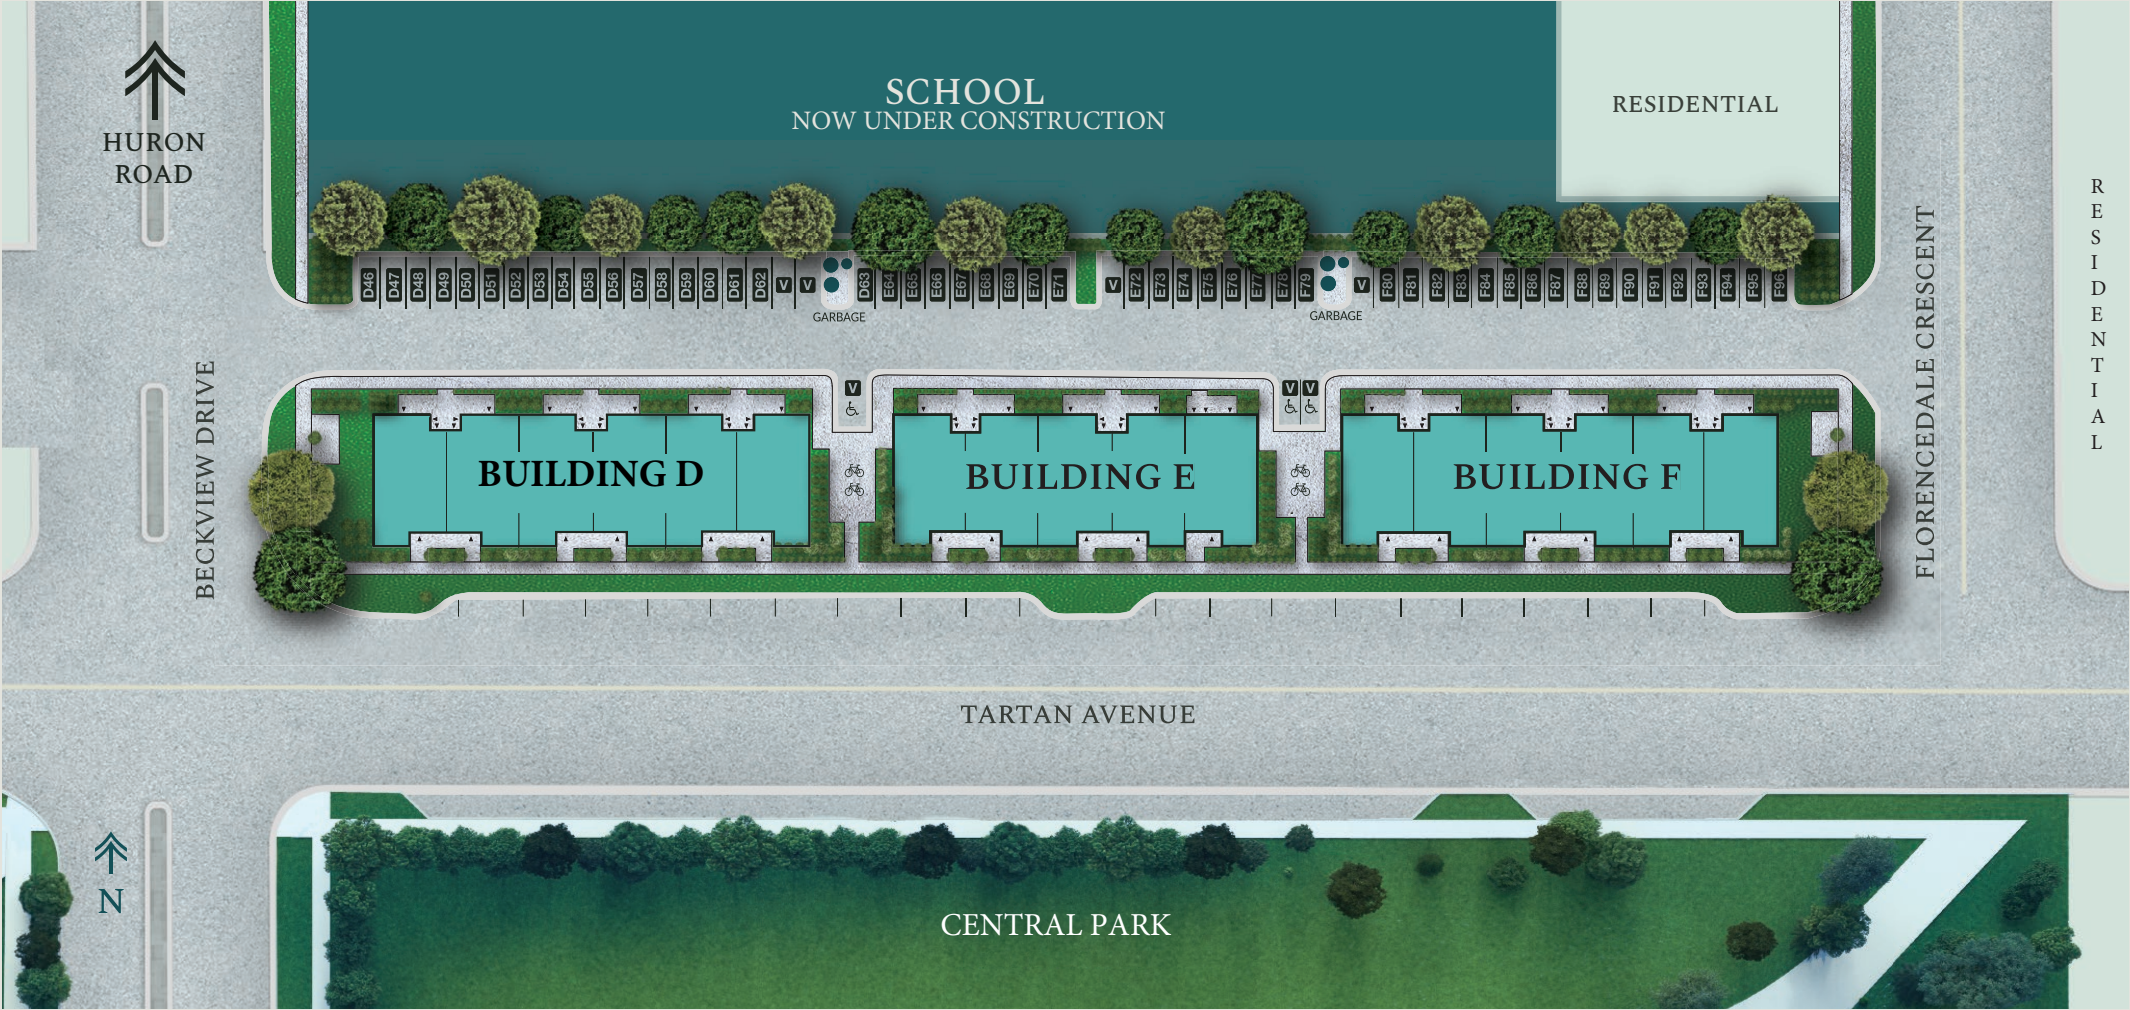 SCHOOL
NOW UNDER CONSTRUCTION
RESIDENTIAL
HURON
ROAD
RESIDENTIAL
D46 D47 D48 D49 D50 D51 D52 D53 D54 D55 D56 D57 D58 D59 D60 D61 D62 V V D63 E64 E65 E66 E67 E68 E69 E70 E71 V E72 E73 E74 E75 E76 E77 E78 F79 V F80 F81 F82 F83 F84 F85 F86 F87 F88 F89 F90 F91 F92 F93 F94 F95 F96
GARBAGE
GARBAGE
BECKVIEW DRIVE
V
V V
FLORENCEDALE CRESCENT
BUILDING D
BUILDING E
BUILDING F
TARTAN AVENUE
N
CENTRAL PARK